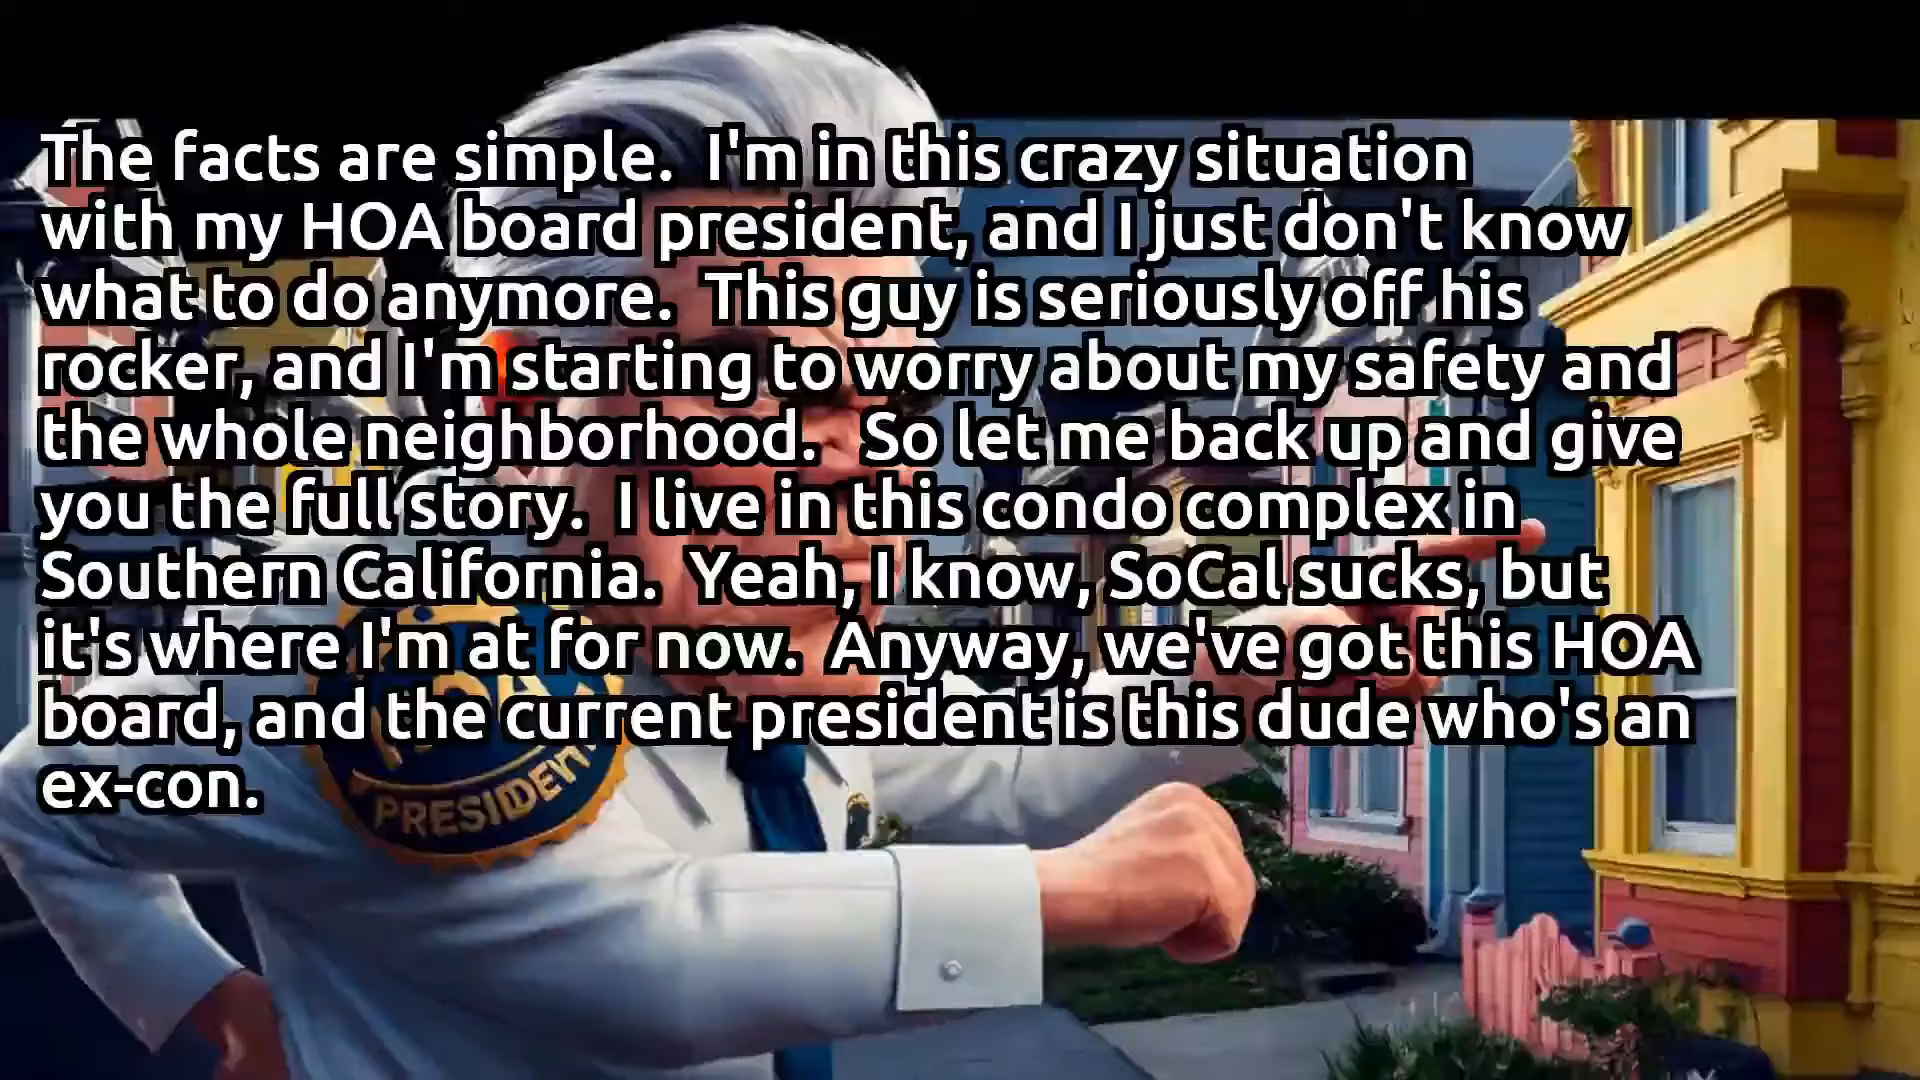 The facts are simple.  I'm in this crazy situation
with my HOA board president, and I just don't know
what to do anymore.  This guy is seriously off his
rocker, and I'm starting to worry about my safety and
the whole neighborhood.   So let me back up and give
you the full story.  I live in this condo complex in
Southern California.  Yeah, I know, SoCal sucks, but
it's where I'm at for now.  Anyway, we've got this HOA
board, and the current president is this dude who's an
ex-con.
HOA
PRESIDENT